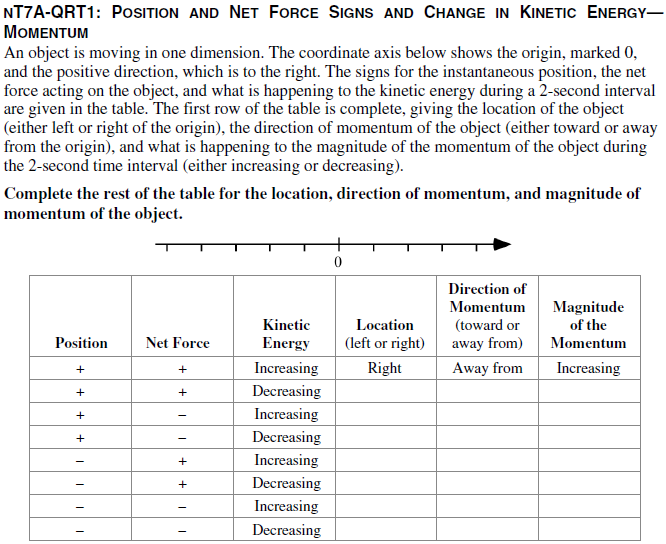 NT7A-QRT1: POSITION AND NET FORCE SIGNS AND CHANGE IN KINETIC ENERGY—
MOMENTUM
An object is moving in one dimension. The coordinate axis below shows the origin, marked 0,
and the positive direction, which is to the right. The signs for the instantaneous position, the net
force acting on the object, and what is happening to the kinetic energy during a 2-second interval
are given in the table. The first row of the table is complete, giving the location of the object
(either left or right of the origin), the direction of momentum of the object (either toward or away
from the origin), and what is happening to the magnitude of the momentum of the object during
the 2-second time interval (either increasing or decreasing).
Complete the rest of the table for the location, direction of momentum, and magnitude of
momentum of the object.
0
Position Net Force Kinetic Energy Location (left or right) Direction of Momentum (toward or away from) Magnitude of the Momentum
+ + Increasing Right Away from Increasing
+ + Decreasing
+ – Increasing
+ – Decreasing
– + Increasing
– + Decreasing
– – Increasing
– – Decreasing